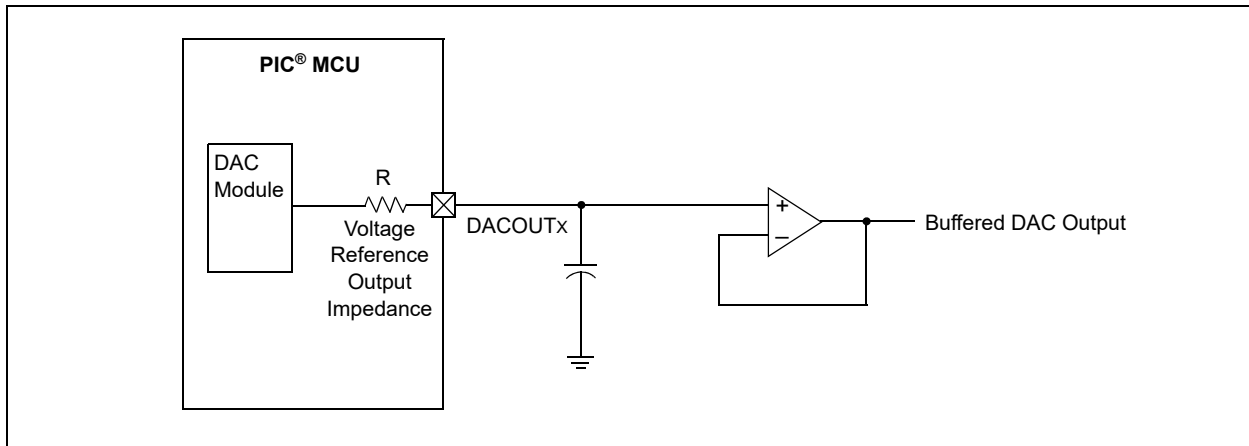 PIC® MCU
DAC
Module
R
Voltage
Reference
Output
Impedance
DACOUTx
+
–
Buffered DAC Output